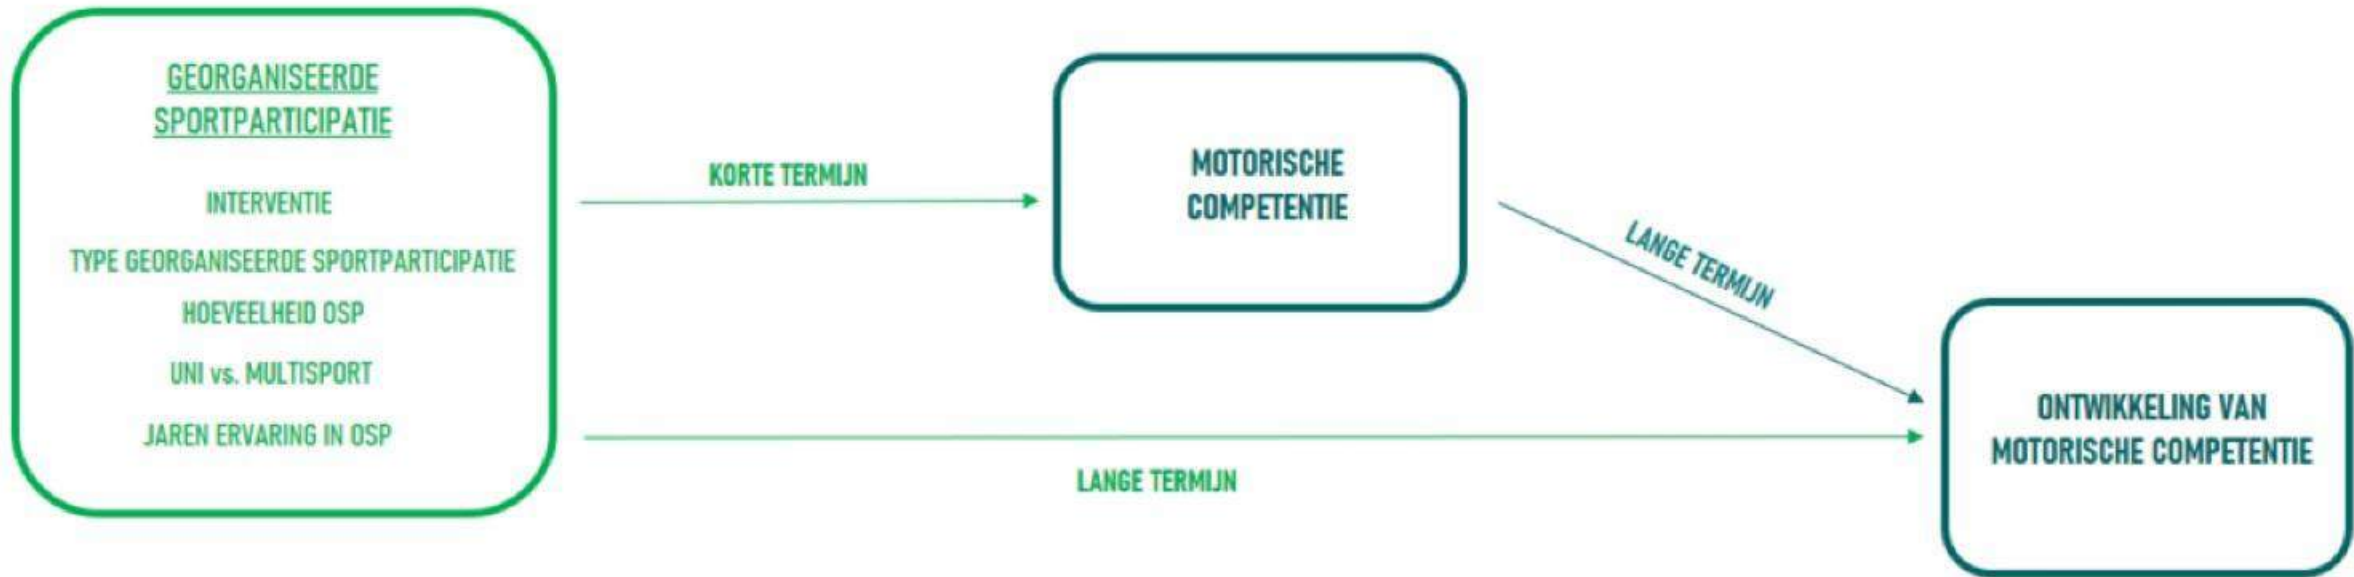 GEORGANISEERDE
SPORTPARTICIPATIE
INTERVENTIE
TYPE GEORGANISEERDE SPORTPARTICIPATIE
HOEVEELHEID OSP
UNI vs. MULTISPORT
JAREN ERVARING IN OSP
KORTE TERMIJN
MOTORISCHE
COMPETENTIE
LANGE TERMIJN
LANGE TERMIJN
ONTWIKKELING VAN
MOTORISCHE COMPETENTIE